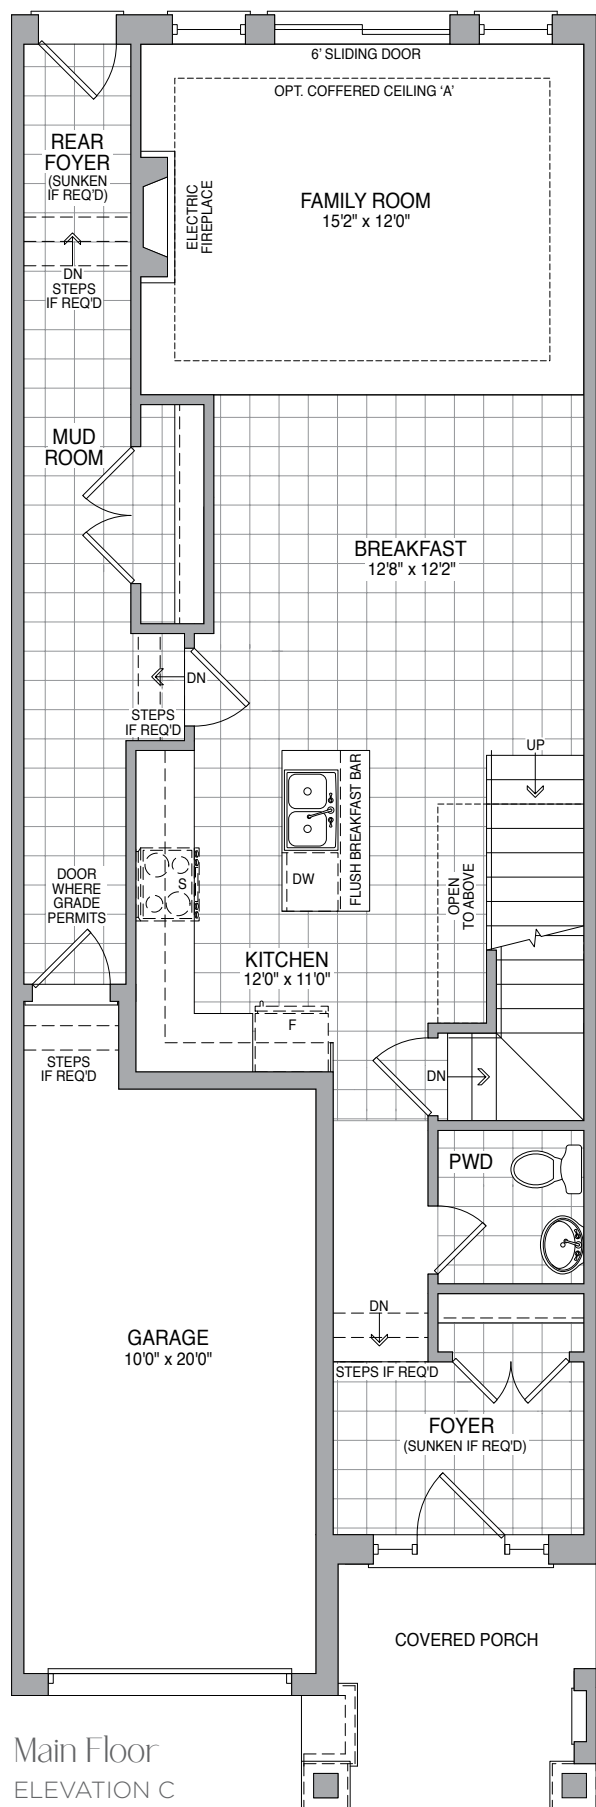 6' SLIDING DOOR
OPT. COFFERED CEILING ‘A’
REAR
FOYER
(SUNKEN
IF REQ'D)
ELECTRIC
FIREPLACE
FAMILY ROOM
15'2" x 12'0"
DN
STEPS
IF REQ'D
MUD
ROOM
BREAKFAST
12'8" x 12'2"
DN
STEPS
IF REQ'D
UP
FLUSH BREAKFAST BAR
DW
S
DOOR
WHERE
GRADE
PERMITS
OPEN
TO ABOVE
KITCHEN
12'0" x 11'0"
F
STEPS
IF REQ'D
DN
PWD
DN
STEPS IF REQ'D
GARAGE
10'0" x 20'0"
FOYER
(SUNKEN IF REQ'D)
COVERED PORCH
Main Floor
ELEVATION C